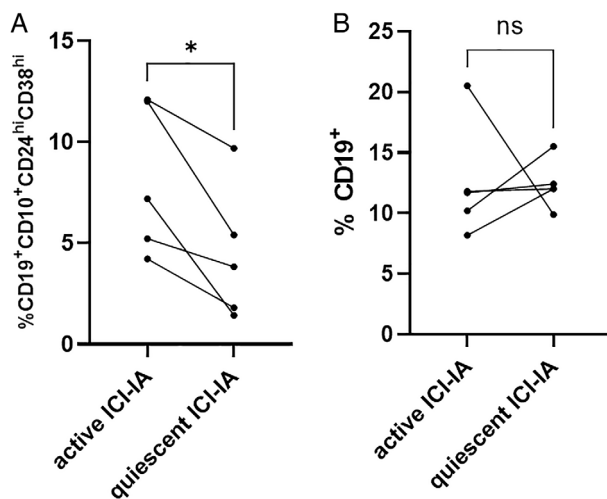 A
%CD19⁺CD10⁺CD24ʰⁱCD38ʰⁱ
15
10
5
0
*
active ICI-IA
quiescent ICI-IA
B
% CD19⁺
25
20
15
10
5
0
ns
active ICI-IA
quiescent ICI-IA